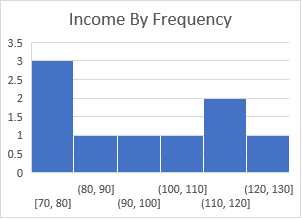 Income By Frequency
3.5
3
2.5
2
1.5
1
0.5
0
(80, 90] (100, 110] (120, 130]
[70, 80] (90, 100] (110, 120]